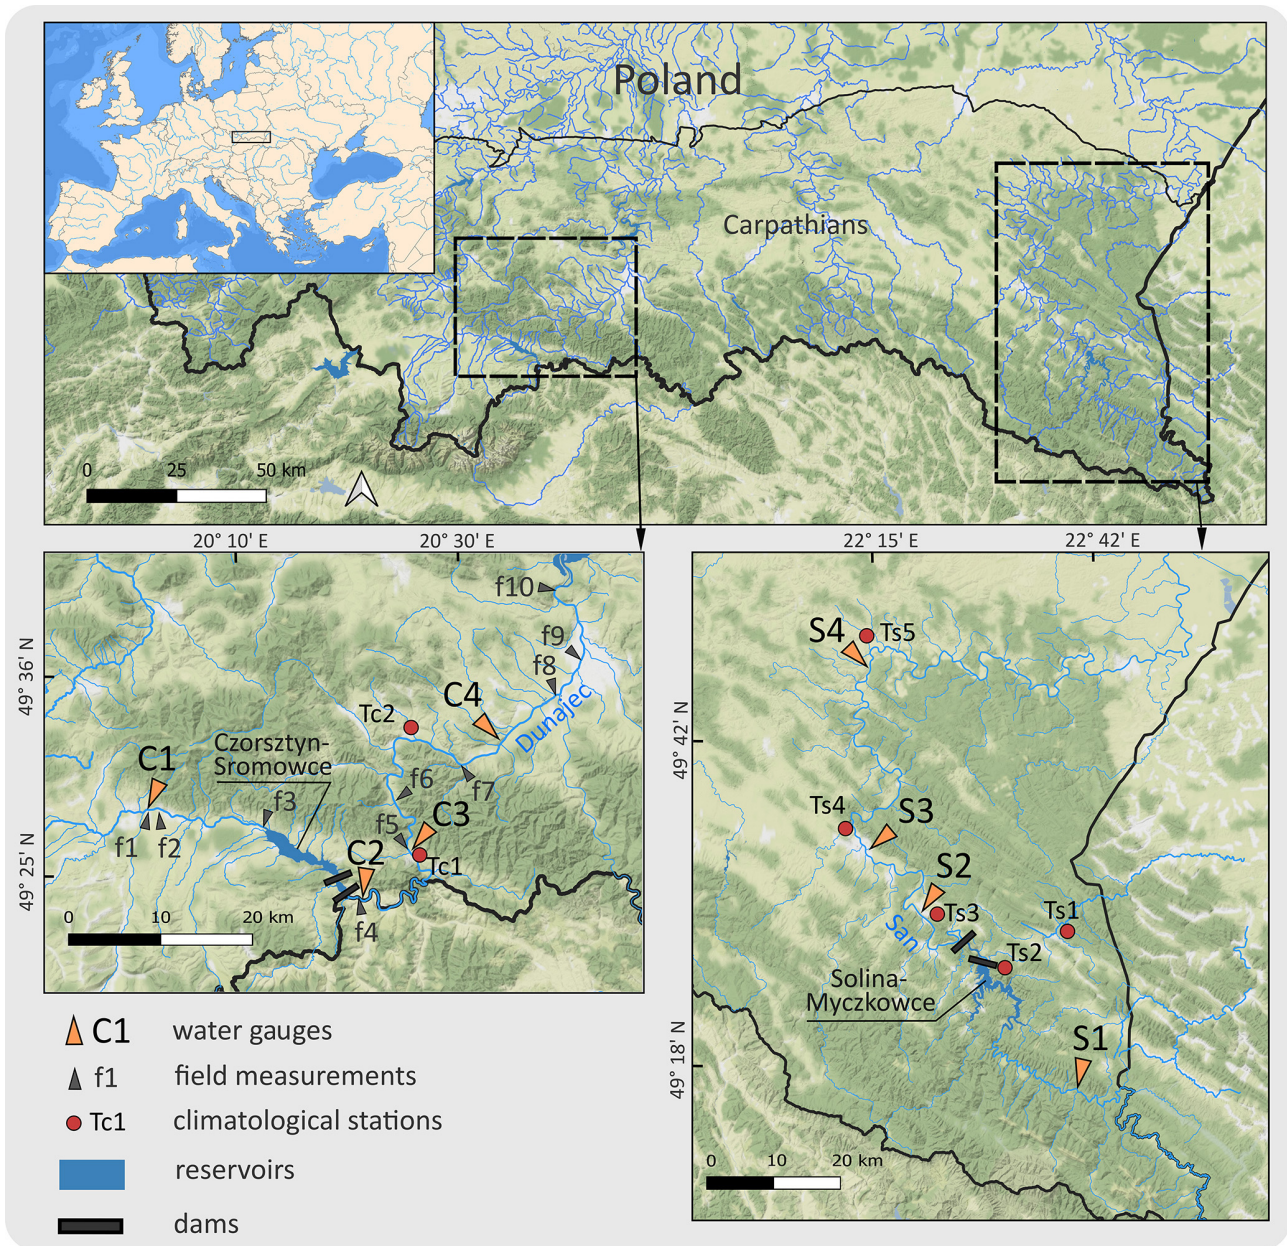 Poland
Carpathians
0 25 50 km
20° 10' E
20° 30' E
22° 15' E
22° 42' E
49° 36' N
49° 25' N
f10
f9
f8
C4
Dunajec
Tc2
Czorsztyn-
Sromowce
C1
f1
f2
f3
f6
f7
f5
C3
C2
Tc1
f4
0 10 20 km
49° 42' N
49° 18' N
S4
Ts5
Ts4
S3
S2
Ts3
San
Ts1
Ts2
Solina-
Myczkowce
S1
0 10 20 km
C1 water gauges
f1 field measurements
Tc1 climatological stations
reservoirs
dams